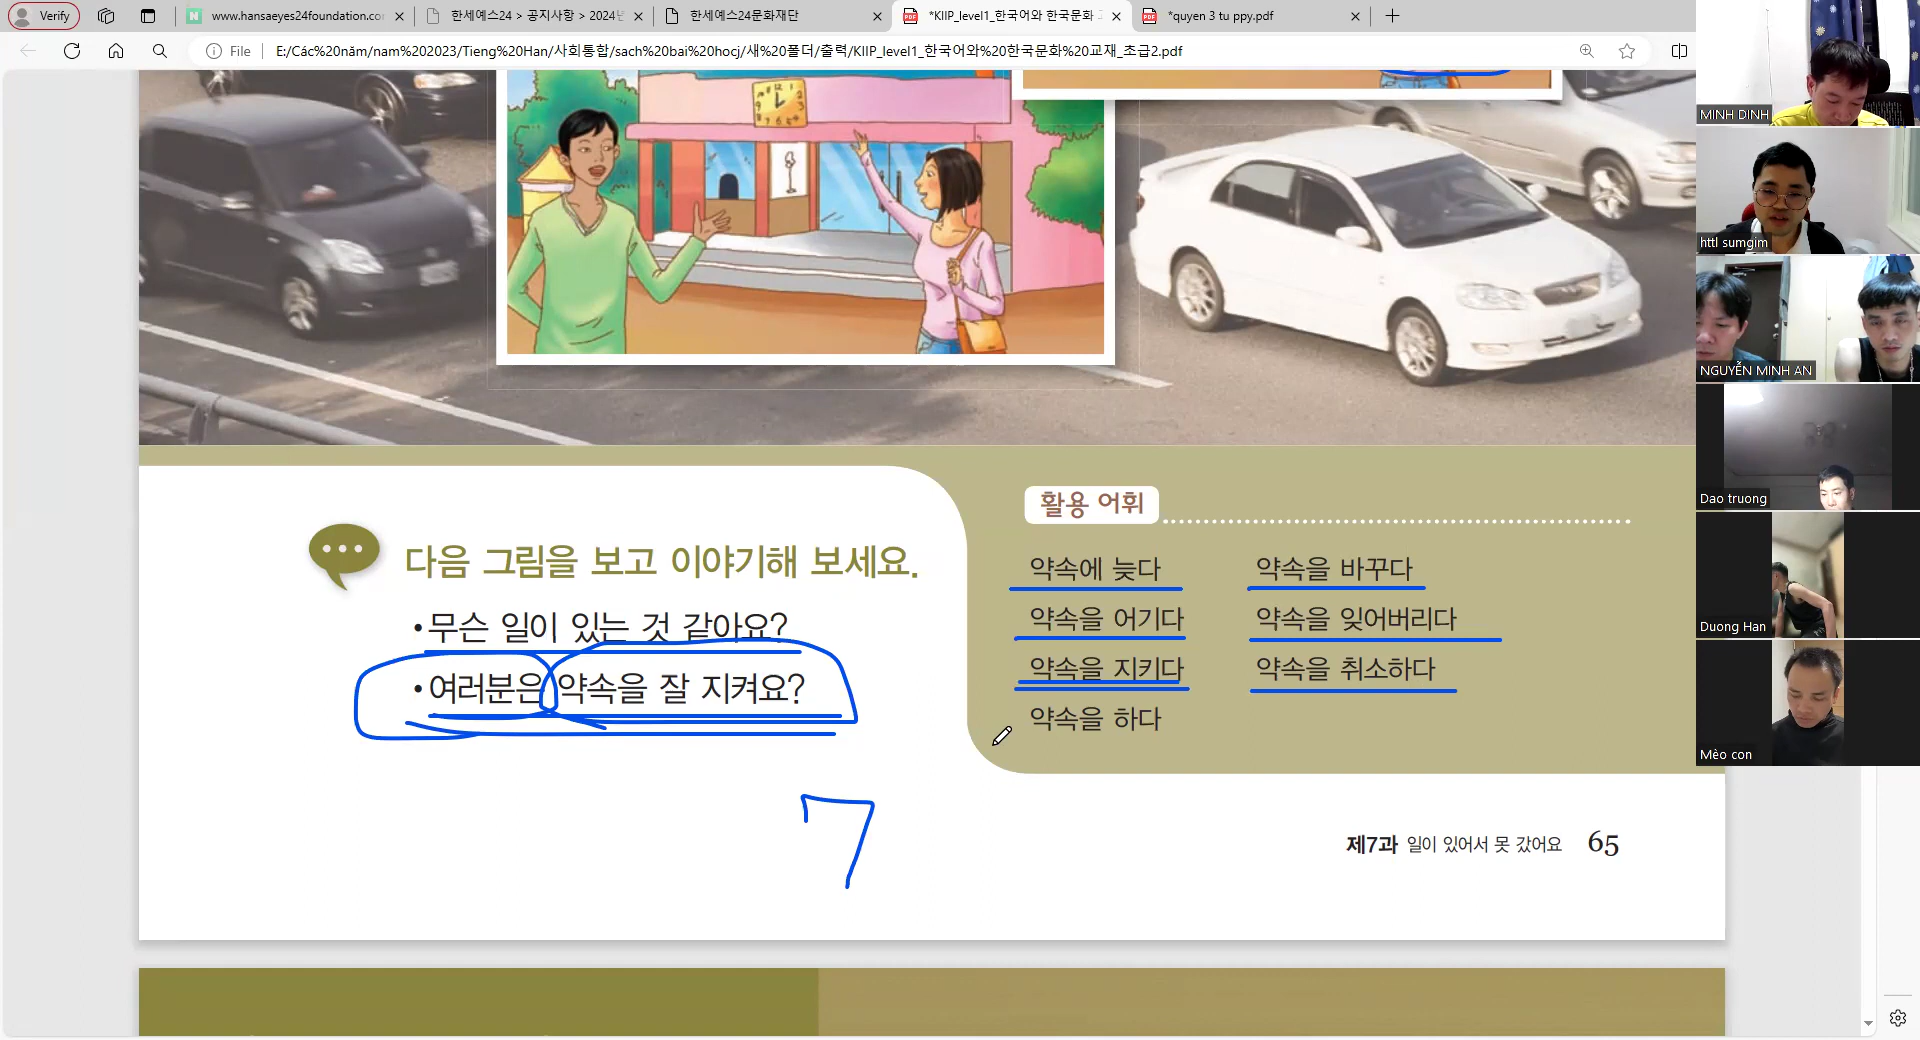 Verify
www.hansaeyes24foundation.co
한세예스24 > 공지사항 > 2024년
한세예스24문화재단
*KIIP_level1_한국어와 한국문화 교
*quyen 3 tu ppy.pdf
File
E:/Các%20năm/nam%202023/Tieng%20Han/사회통합/sach%20bai%20hocj/새%20폴더/출력/KIIP_level1_한국어와%20한국문화%20교재_초급2.pdf
MINH DINH
httl sumgim
NGUYỄN MINH AN
Dao truong
Duong Han
Mèo con
다음 그림을 보고 이야기해 보세요.
•무슨 일이 있는 것 같아요?
•여러분은 약속을 잘 지켜요?
7
활용 어휘
약속에 늦다 약속을 바꾸다
약속을 어기다 약속을 잊어버리다
약속을 지키다 약속을 취소하다
약속을 하다
제7과 일이 있어서 못 갔어요 65